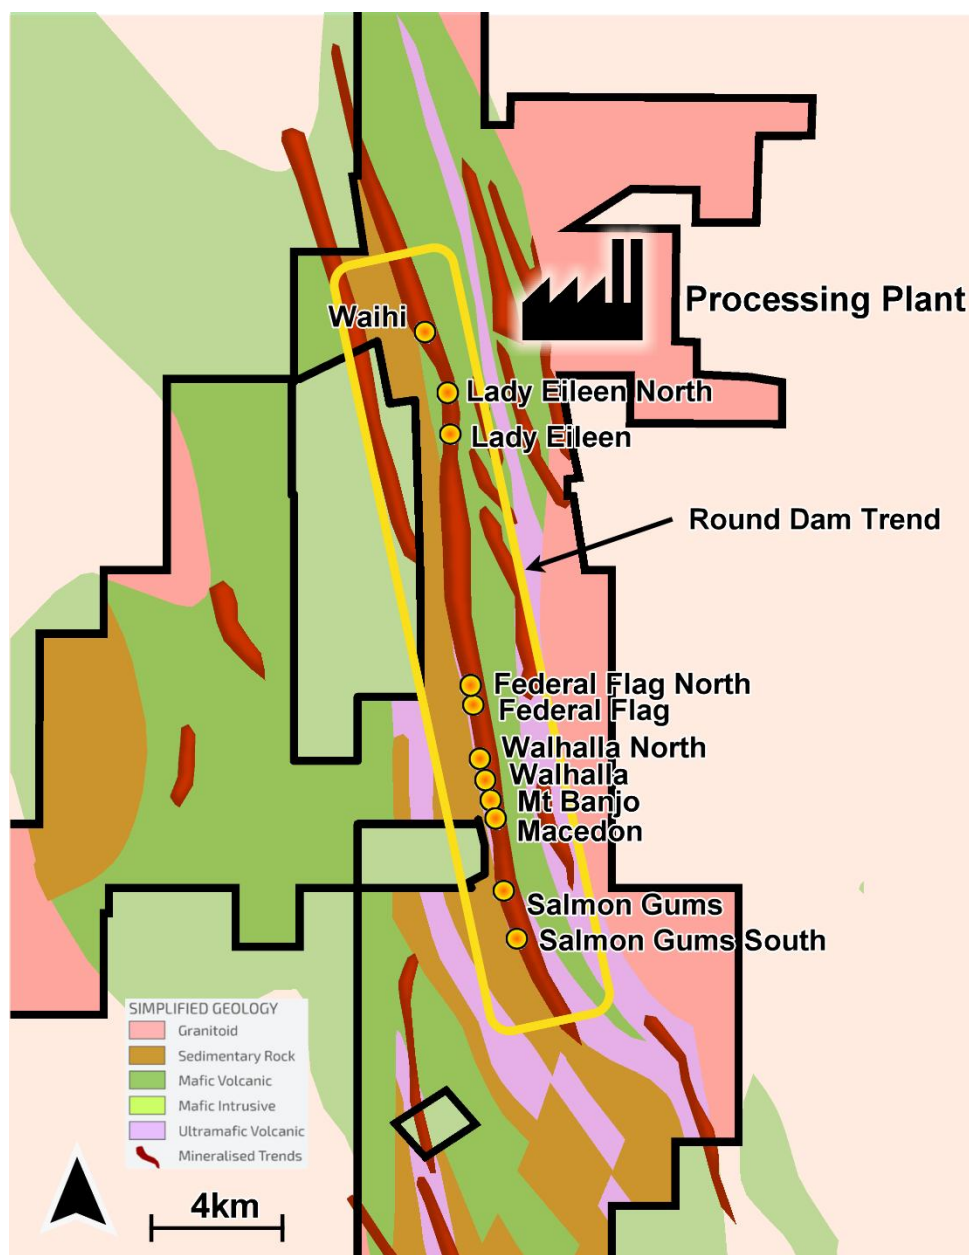 Processing Plant
Waihi
Lady Eileen North
Lady Eileen
Round Dam Trend
Federal Flag North
Federal Flag
Walhalla North
Walhalla
Mt Banjo
Macedon
Salmon Gums
Salmon Gums South
SIMPLIFIED GEOLOGY
Granitoid
Sedimentary Rock
Mafic Volcanic
Mafic Intrusive
Ultramafic Volcanic
Mineralised Trends
4km